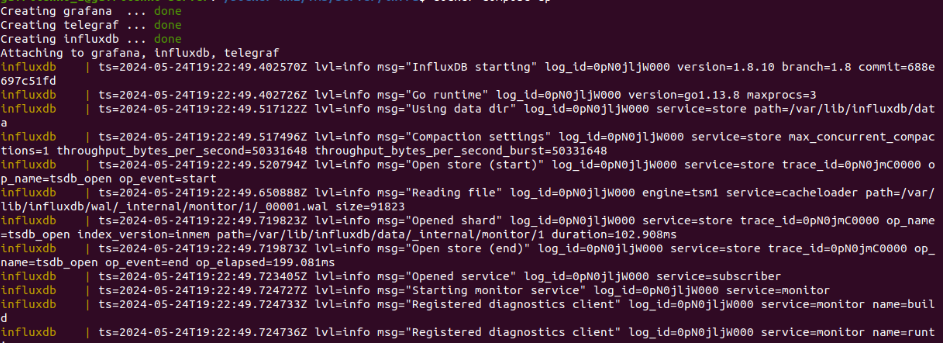 Creating grafana  ... done
Creating telegraf ... done
Creating influxdb ... done
Attaching to grafana, influxdb, telegraf
influxdb    | ts=2024-05-24T19:22:49.402570Z lvl=info msg="InfluxDB starting" log_id=0pN0jljW000 version=1.8.10 branch=1.8 commit=688e
697c51fd
influxdb    | ts=2024-05-24T19:22:49.402726Z lvl=info msg="Go runtime" log_id=0pN0jljW000 version=go1.13.8 maxprocs=3
influxdb    | ts=2024-05-24T19:22:49.517122Z lvl=info msg="Using data dir" log_id=0pN0jljW000 service=store path=/var/lib/influxdb/dat
a
influxdb    | ts=2024-05-24T19:22:49.517496Z lvl=info msg="Compaction settings" log_id=0pN0jljW000 service=store max_concurrent_compac
tions=1 throughput_bytes_per_second=50331648 throughput_bytes_per_second_burst=50331648
influxdb    | ts=2024-05-24T19:22:49.520794Z lvl=info msg="Open store (start)" log_id=0pN0jljW000 service=store trace_id=0pN0jmC0000 o
p_name=tsdb_open op_event=start
influxdb    | ts=2024-05-24T19:22:49.650888Z lvl=info msg="Reading file" log_id=0pN0jljW000 engine=tsm1 service=cacheloader path=/var/
lib/influxdb/wal/_internal/monitor/1/_00001.wal size=91823
influxdb    | ts=2024-05-24T19:22:49.719823Z lvl=info msg="Opened shard" log_id=0pN0jljW000 service=store trace_id=0pN0jmC0000 op_name
=tsdb_open index_version=inmem path=/var/lib/influxdb/data/_internal/monitor/1 duration=102.908ms
influxdb    | ts=2024-05-24T19:22:49.719873Z lvl=info msg="Open store (end)" log_id=0pN0jljW000 service=store trace_id=0pN0jmC0000 op_
name=tsdb_open op_event=end op_elapsed=199.081ms
influxdb    | ts=2024-05-24T19:22:49.723405Z lvl=info msg="Opened service" log_id=0pN0jljW000 service=subscriber
influxdb    | ts=2024-05-24T19:22:49.724727Z lvl=info msg="Starting monitor service" log_id=0pN0jljW000 service=monitor
influxdb    | ts=2024-05-24T19:22:49.724733Z lvl=info msg="Registered diagnostics client" log_id=0pN0jljW000 service=monitor name=buil
d
influxdb    | ts=2024-05-24T19:22:49.724736Z lvl=info msg="Registered diagnostics client" log_id=0pN0jljW000 service=monitor name=runt